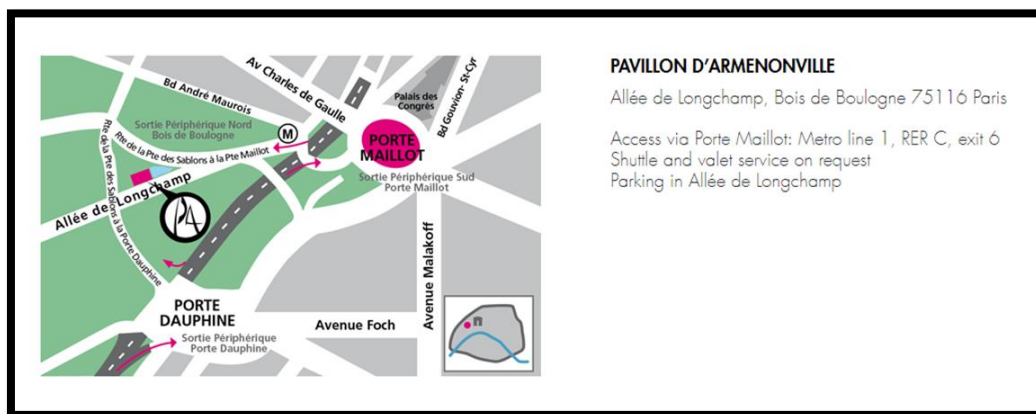 Bd André Maurois
Av Charles de Gaulle
Palais des
Congrès
Bd Gouvion-St-Cyr
Sortie Périphérique Nord
Bois de Boulogne
M
Rte de la Pte des Sablons à la Pte Maillot
PORTE
MAILLOT
Sortie Périphérique Sud
Porte Maillot
Rte de la Pte des Sablons à la Porte Dauphine
Allée de Longchamp
PA
Avenue Malakoff
PORTE
DAUPHINE
Avenue Foch
Sortie Périphérique
Porte Dauphine
PAVILLON D'ARMENONVILLE
Allée de Longchamp, Bois de Boulogne 75116 Paris
Access via Porte Maillot: Metro line 1, RER C, exit 6
Shuttle and valet service on request
Parking in Allée de Longchamp